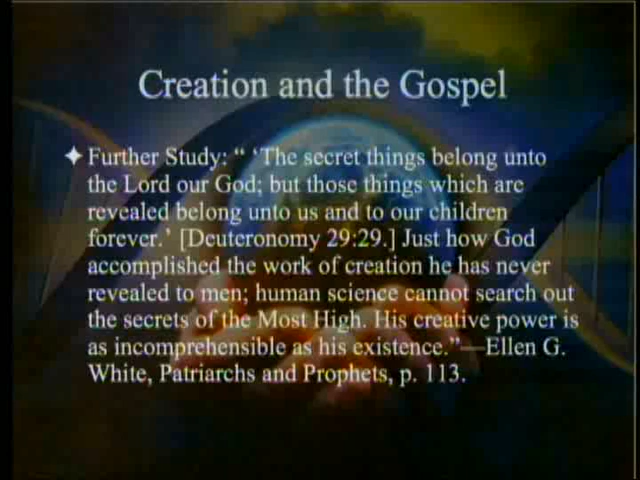 Creation and the Gospel
✦ Further Study: “ ‘The secret things belong unto
the Lord our God; but those things which are
revealed belong unto us and to our children
forever.’ [Deuteronomy 29:29.] Just how God
accomplished the work of creation he has never
revealed to men; human science cannot search out
the secrets of the Most High. His creative power is
as incomprehensible as his existence.”—Ellen G.
White, Patriarchs and Prophets, p. 113.